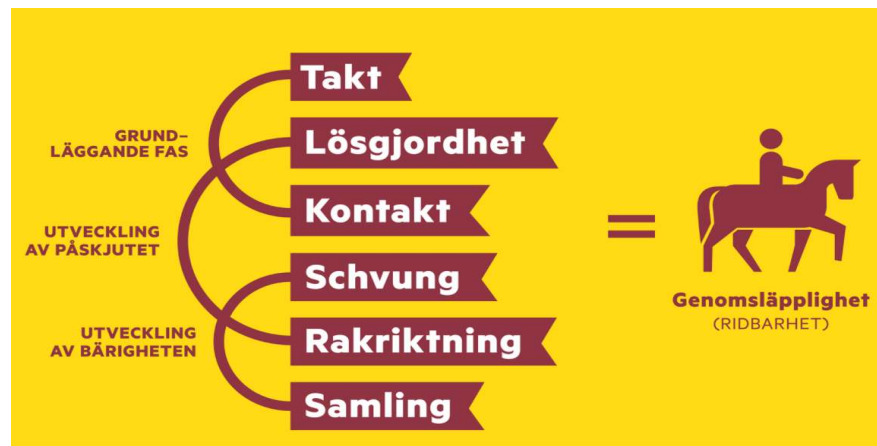 Takt
Lösgjordhet
Kontakt
Schvung
Rakriktning
Samling
GRUND–
LÄGGANDE FAS
UTVECKLING
AV PÅSKJUTET
UTVECKLING
AV BÄRIGHETEN
=
Genomsläpplighet
(RIDBARHET)